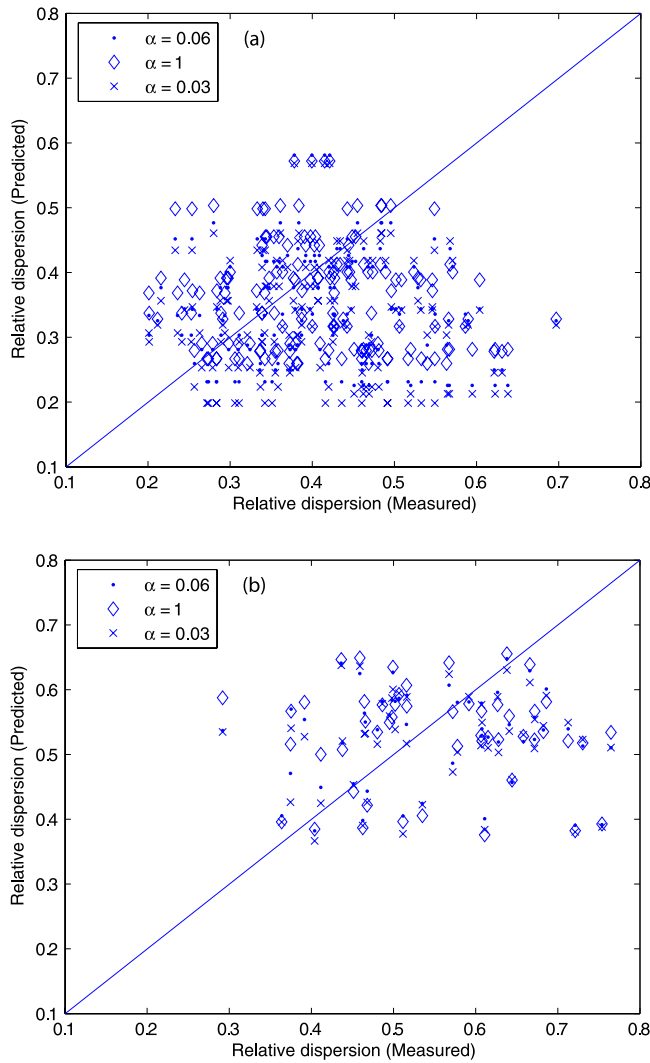 0.8
0.7
0.6
0.5
0.4
0.3
0.2
0.1
Relative dispersion (Predicted)
α = 0.06
α = 1
α = 0.03
(a)
0.1 0.2 0.3 0.4 0.5 0.6 0.7 0.8
Relative dispersion (Measured)
0.8
0.7
0.6
0.5
0.4
0.3
0.2
0.1
Relative dispersion (Predicted)
α = 0.06
α = 1
α = 0.03
(b)
0.1 0.2 0.3 0.4 0.5 0.6 0.7 0.8
Relative dispersion (Measured)